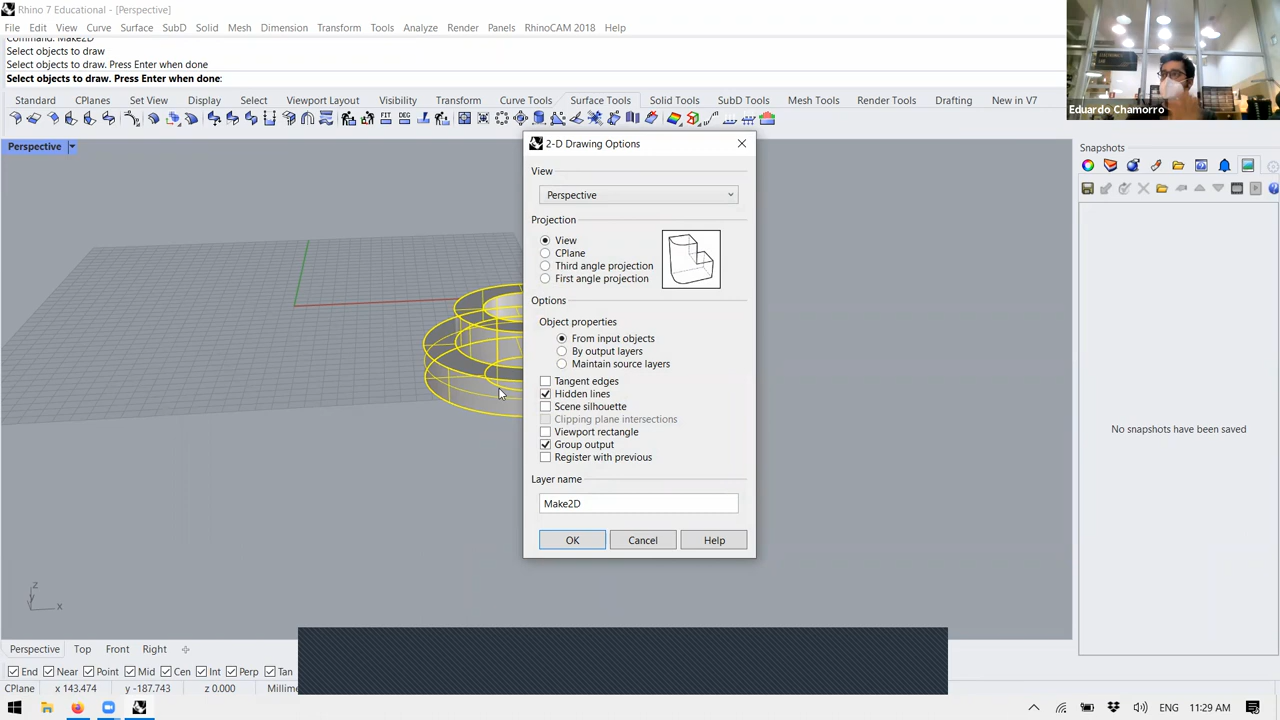 Rhino 7 Educational - [Perspective]
File Edit View Curve Surface SubD Solid Mesh Dimension Transform Tools Analyze Render Panels RhinoCAM 2018 Help
Command: Make2D
Select objects to draw
Select objects to draw. Press Enter when done
Select objects to draw. Press Enter when done:
Eduardo Chamorro
Standard CPlanes Set View Display Select Viewport Layout Visibility Transform Curve Tools Surface Tools Solid Tools SubD Tools Mesh Tools Render Tools Drafting New in V7
FIT DEG
Perspective
2-D Drawing Options
Snapshots
View
Perspective
Projection
View
CPlane
Third angle projection
First angle projection
Options
Object properties
From input objects
By output layers
Maintain source layers
Tangent edges
Hidden lines
Scene silhouette
Clipping plane intersections
Viewport rectangle
Group output
Register with previous
No snapshots have been saved
Layer name
Make2D
OK Cancel Help
z
y
x
Perspective Top Front Right
End Near Point Mid Cen Int Perp Tan
CPlane x 143.474 y -187.743 z 0.000 Millime
ENG 11:29 AM